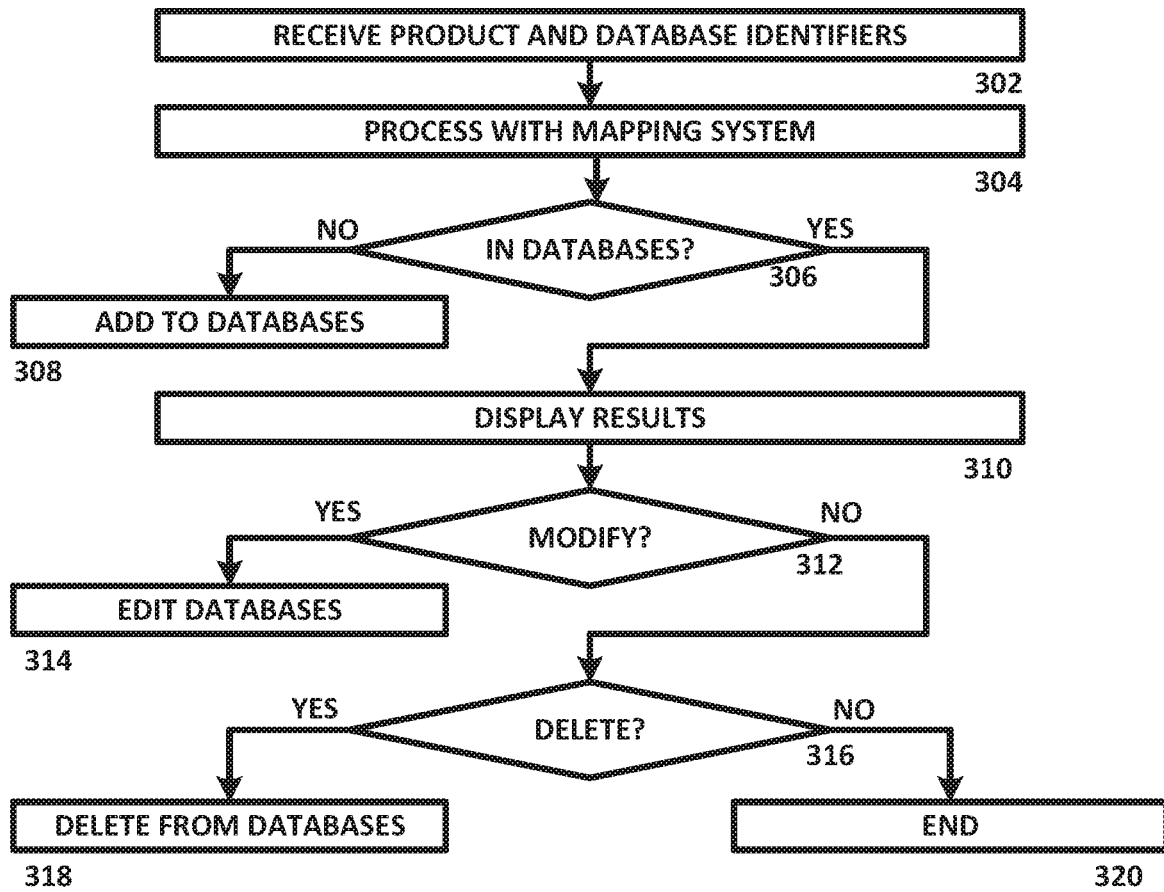 RECEIVE PRODUCT AND DATABASE IDENTIFIERS
302
PROCESS WITH MAPPING SYSTEM
304
NO
YES
IN DATABASES?
306
ADD TO DATABASES
308
DISPLAY RESULTS
310
YES
NO
MODIFY?
312
EDIT DATABASES
314
YES
NO
DELETE?
316
DELETE FROM DATABASES
END
318
320